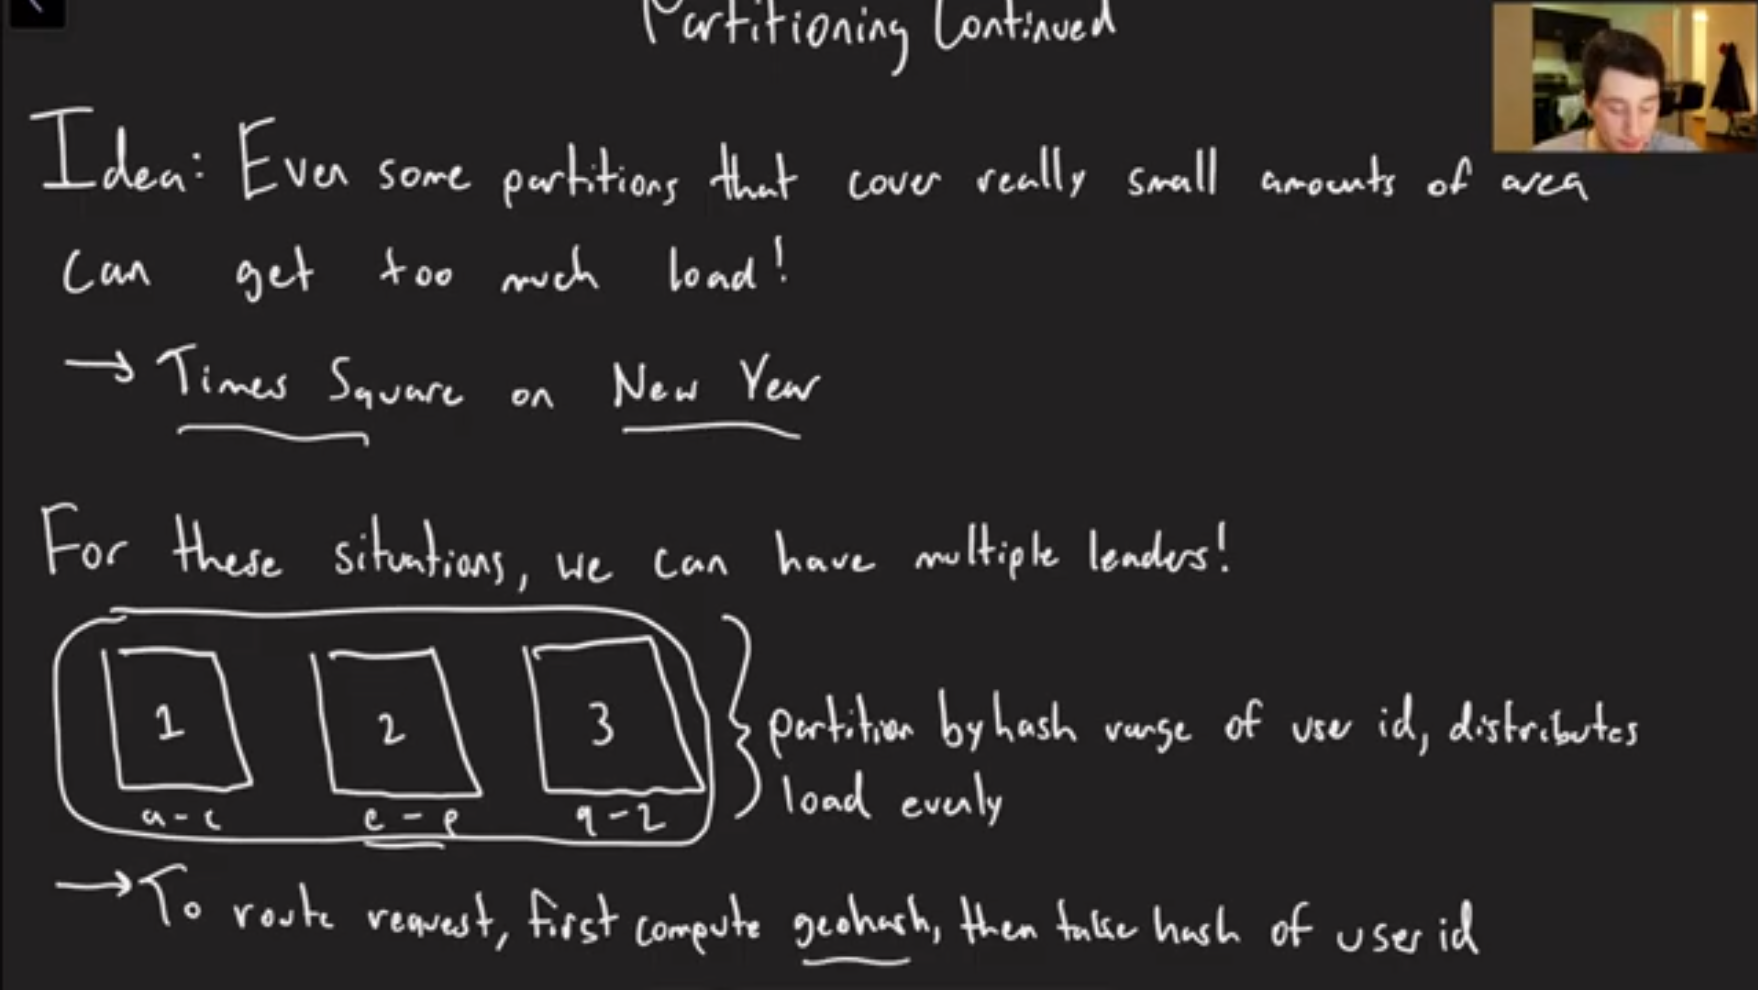 Partitioning Continued
Idea: Even some partitions that cover really small amounts of area
can get too much load!
→ Times Square on New Year
For these situations, we can have multiple leaders!
1 2 3
a-c e-p q-z
partition by hash range of user id, distributes
load evenly
→ To route request, first compute geohash, then take hash of user id